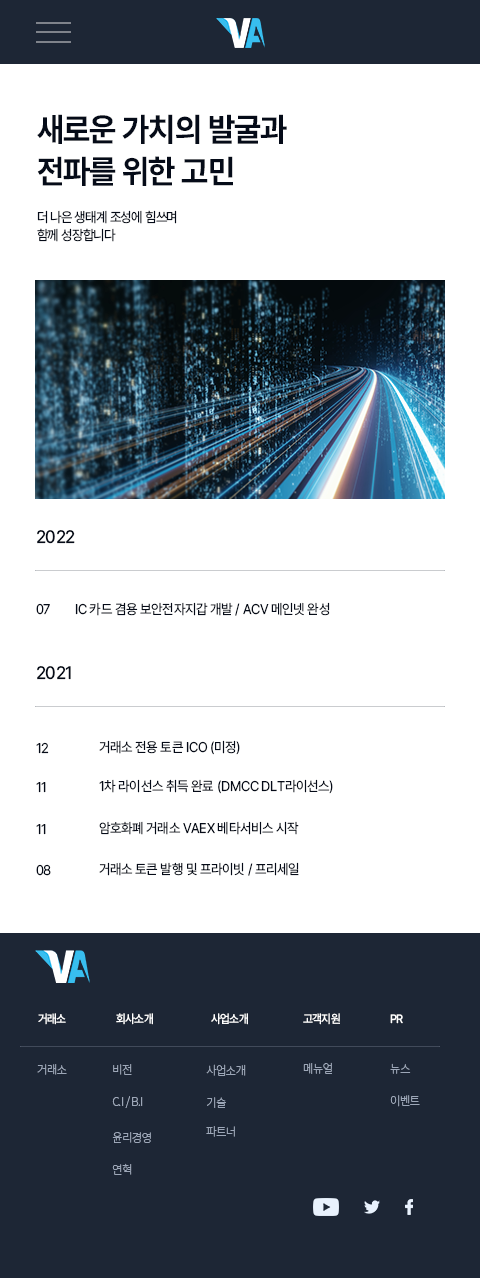 VA
새로운 가치의 발굴과
전파를 위한 고민
더 나은 생태계 조성에 힘쓰며
함께 성장합니다
2022
07 IC 카드 겸용 보안전자지갑 개발 / ACV 메인넷 완성
2021
12 거래소 전용 토큰 ICO (미정)
11 1차 라이선스 취득 완료 (DMCC DLT라이선스)
11 암호화폐 거래소 VAEX 베타서비스 시작
08 거래소 토큰 발행 및 프라이빗 / 프리세일
VA
거래소 회사소개 사업소개 고객지원 PR
거래소 비전 사업소개 메뉴얼 뉴스
C.I / B.I 기술 이벤트
윤리경영 파트너
연혁